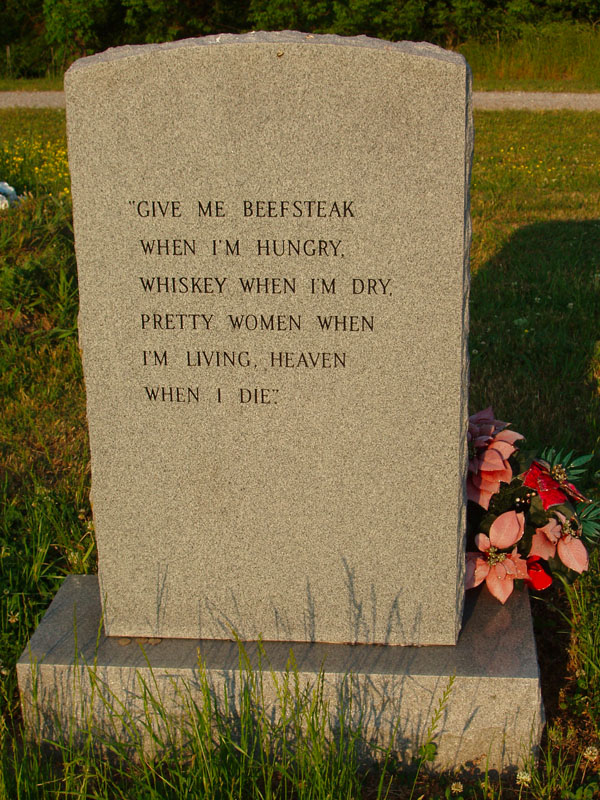 "GIVE ME BEEFSTEAK
WHEN I'M HUNGRY,
WHISKEY WHEN I'M DRY,
PRETTY WOMEN WHEN
I'M LIVING, HEAVEN
WHEN I DIE".